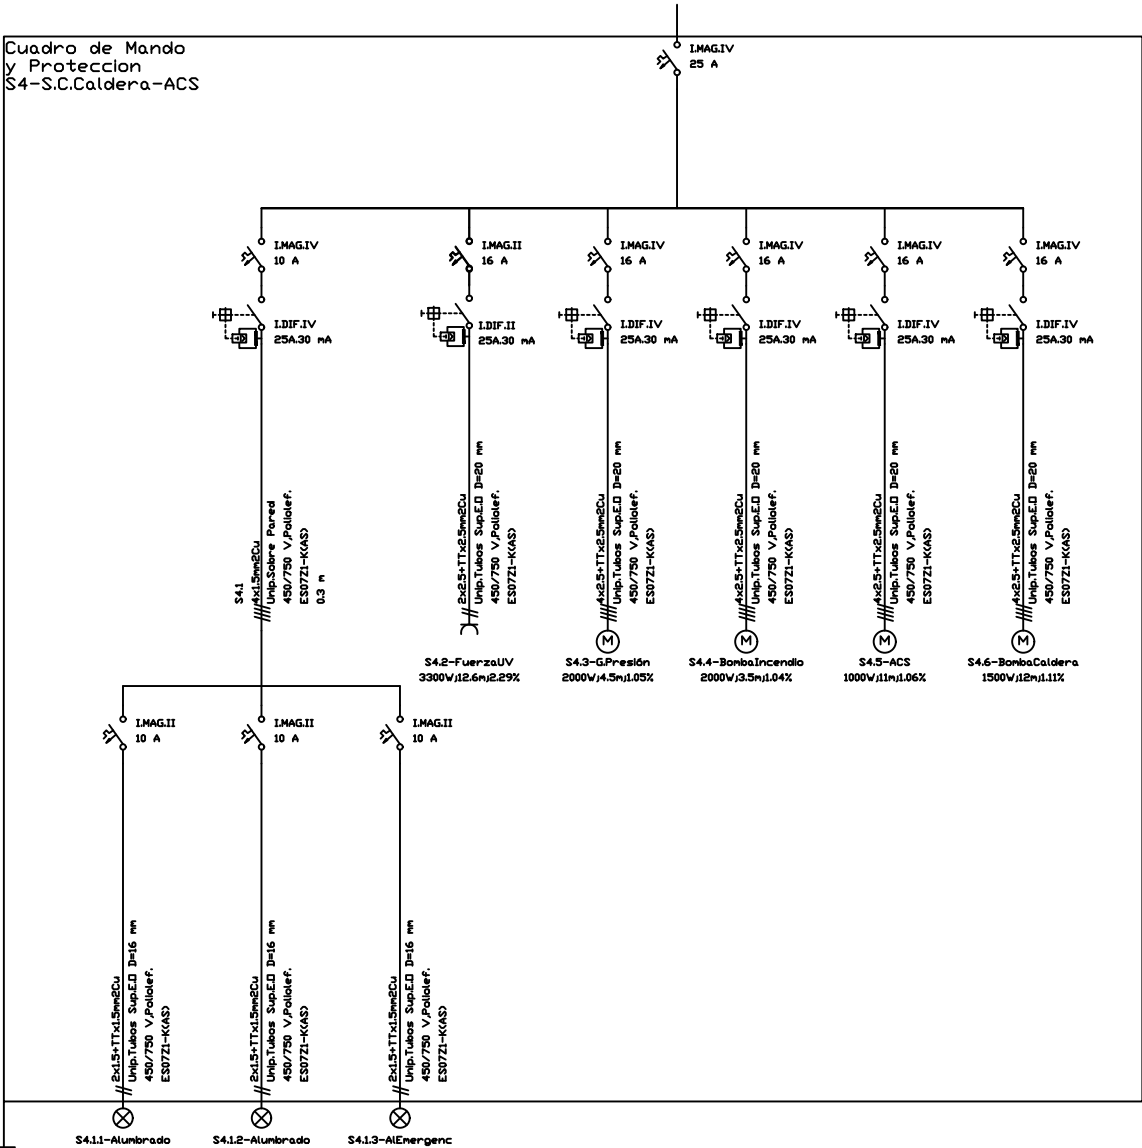 Cuadro de Mando
y Proteccion
S4-S.C.Caldera-ACS
I.MAG.IV
25 A
I.MAG.IV
10 A
I.DIF.IV
25A.30 mA
I.MAG.II
16 A
I.DIF.II
25A.30 mA
I.MAG.IV
16 A
I.DIF.IV
25A.30 mA
I.MAG.IV
16 A
I.DIF.IV
25A.30 mA
I.MAG.IV
16 A
I.DIF.IV
25A.30 mA
I.MAG.IV
16 A
I.DIF.IV
25A.30 mA
S4.1
4x1.5mm2Cu
Unip.Sobre Pared
450/750 V,Poliolef.
ES07Z1-K(AS)
0.3 m
2x2.5+TTx2.5mm2Cu
Unip.Tubos Sup.E.O D=20 mm
450/750 V,Poliolef.
ES07Z1-K(AS)
4x2.5+TTx2.5mm2Cu
Unip.Tubos Sup.E.O D=20 mm
450/750 V,Poliolef.
ES07Z1-K(AS)
4x2.5+TTx2.5mm2Cu
Unip.Tubos Sup.E.O D=20 mm
450/750 V,Poliolef.
ES07Z1-K(AS)
4x2.5+TTx2.5mm2Cu
Unip.Tubos Sup.E.O D=20 mm
450/750 V,Poliolef.
ES07Z1-K(AS)
4x2.5+TTx2.5mm2Cu
Unip.Tubos Sup.E.O D=20 mm
450/750 V,Poliolef.
ES07Z1-K(AS)
M
M
M
M
S4.2-FuerzaUV
3300W;12.6m;2.29%
S4.3-G.Presión
2000W;4.5m;1.05%
S4.4-BombaIncendio
2000W;3.5m;1.04%
S4.5-ACS
1000W;11m;1.06%
S4.6-BombaCaldera
1500W;12m;1.11%
I.MAG.II
10 A
I.MAG.II
10 A
I.MAG.II
10 A
2x1.5+TTx1.5mm2Cu
Unip.Tubos Sup.E.O D=16 mm
450/750 V,Poliolef.
ES07Z1-K(AS)
2x1.5+TTx1.5mm2Cu
Unip.Tubos Sup.E.O D=16 mm
450/750 V,Poliolef.
ES07Z1-K(AS)
2x1.5+TTx1.5mm2Cu
Unip.Tubos Sup.E.O D=16 mm
450/750 V,Poliolef.
ES07Z1-K(AS)
S4.1.1-Alumbrado
S4.1.2-Alumbrado
S4.1.3-AlEmergenc